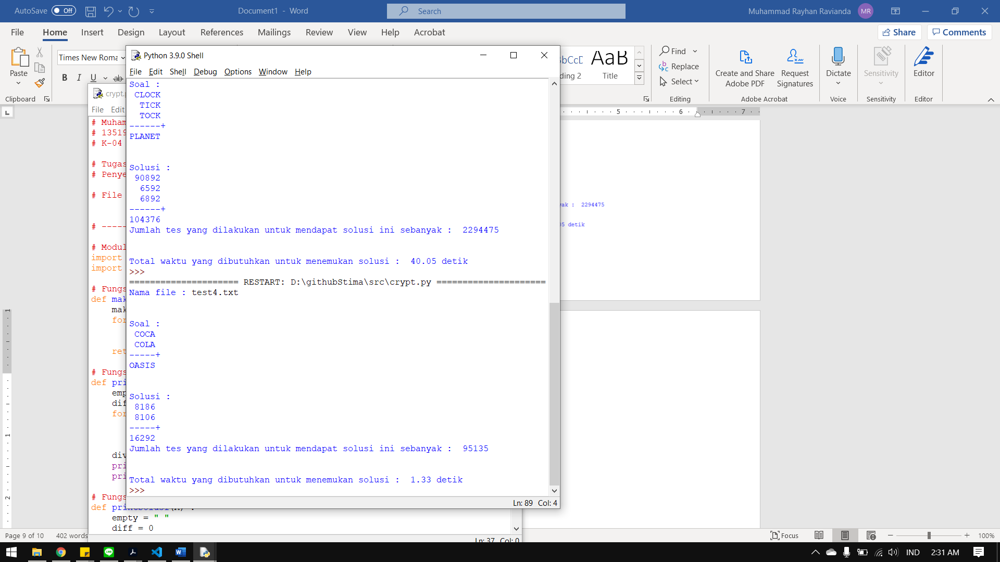 AutoSave Off Document1 - Word Search Muhammad Rayhan Ravianda MR
File Home Insert Design Layout References Mailings Review View Help Acrobat Share Comments
Paste
Clipboard
Times New Roma
B I U ab
AaB
ding 2 Title
Find
Replace
Select
Editing
Create and Share Adobe PDF
Request Signatures
Adobe Acrobat
Dictate
Voice
Sensitivity
Sensitivity
Editor
Editor
5 6 7
Python 3.9.0 Shell
File Edit Shell Debug Options Window Help
Soal :
CLOCK
TICK
TOCK
------+
PLANET
Solusi :
90892
6592
6892
------+
104376
Jumlah tes yang dilakukan untuk mendapat solusi ini sebanyak : 2294475
Total waktu yang dibutuhkan untuk menemukan solusi : 40.05 detik
>>>
===================== RESTART: D:\githubStima\src\crypt.py =====================
Nama file : test4.txt
Soal :
COCA
COLA
-----+
OASIS
Solusi :
8186
8106
-----+
16292
Jumlah tes yang dilakukan untuk mendapat solusi ini sebanyak : 95135
Total waktu yang dibutuhkan untuk menemukan solusi : 1.33 detik
>>>
Ln: 89 Col: 4
crypt.
File Edit
# Muham
# 13519
# K-04
# Tugas
# Penye
# File
# -----
# Modul
import
import
# Fungs
def mak
mak
for
ret
# Fungs
def pri
emp
dif
for
div
pri
pri
# Fungs
def
empty = " "
diff = 0
Ln: 37 Col: 0
yak : 2294475
05 detik
1
1
2
Page 9 of 10 402 words Focus 100%
IND 2:31 AM